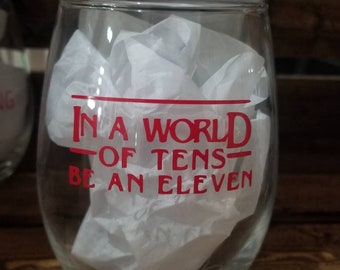 IN A WORLD
OF TENS
BE AN ELEVEN